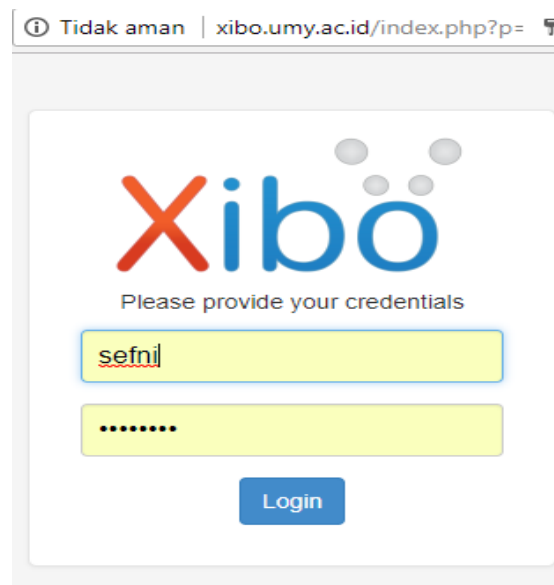 Tidak aman | xibo.umy.ac.id/index.php?p=
Xibo
Please provide your credentials
sefni
••••••••
Login